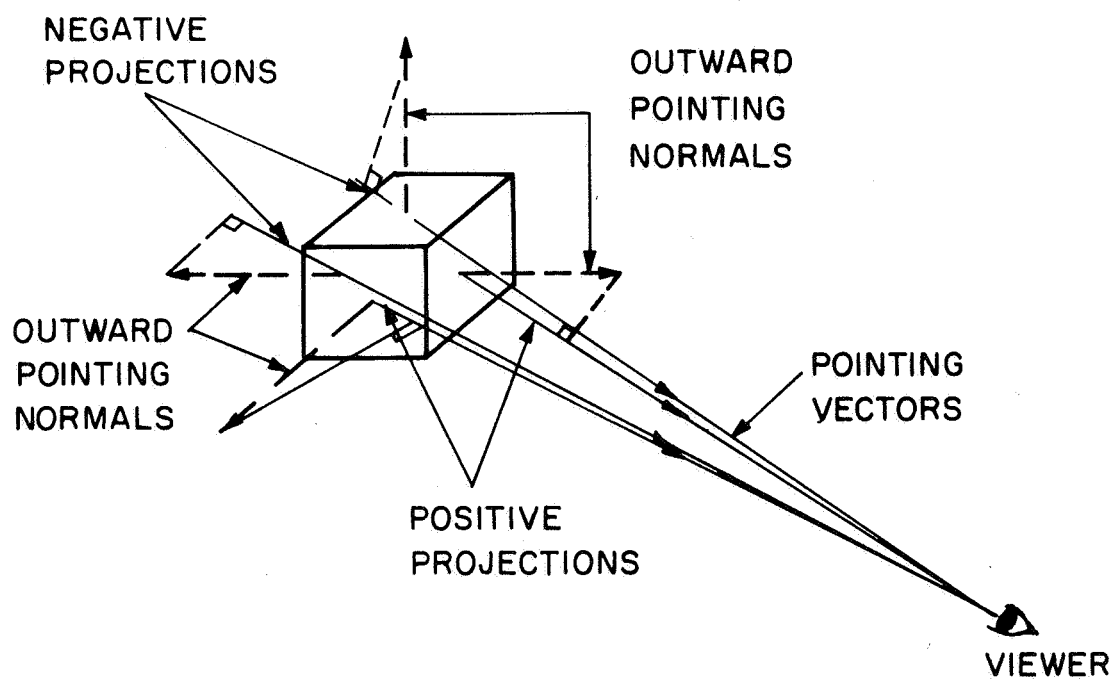 NEGATIVE
PROJECTIONS
OUTWARD
POINTING
NORMALS
OUTWARD
POINTING
NORMALS
POINTING
VECTORS
POSITIVE
PROJECTIONS
VIEWER